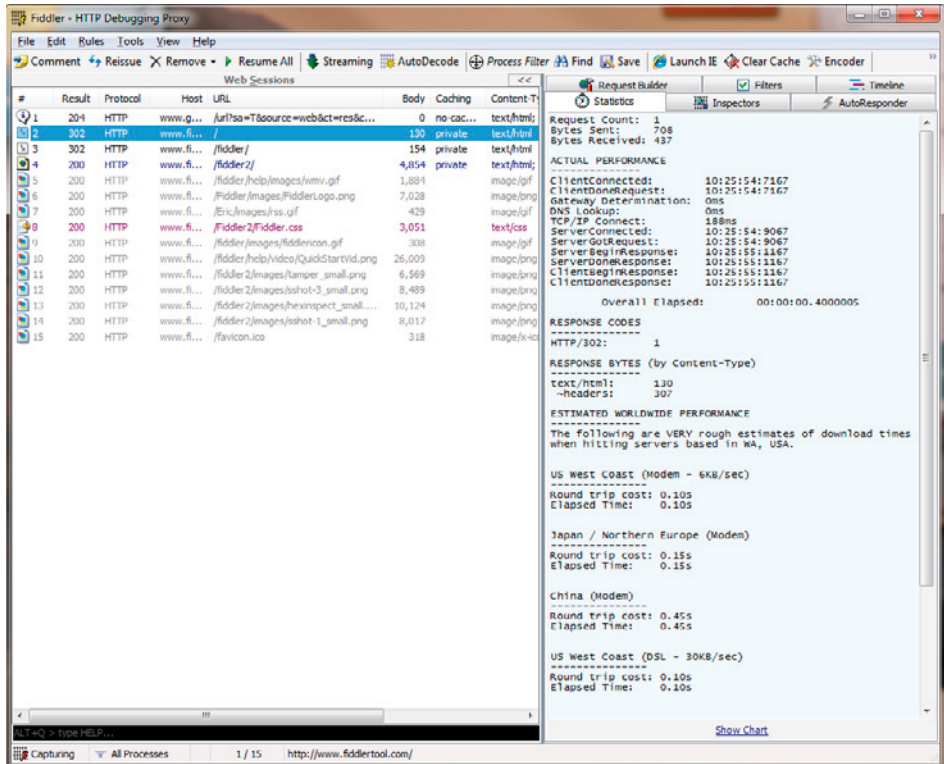 Fiddler - HTTP Debugging Proxy
File Edit Rules Tools View Help
Comment Reissue Remove Resume All Streaming AutoDecode Process Filter Find Save Launch IE Clear Cache Encoder »
Web Sessions <<
# Result Protocol Host URL Body Caching Content-T
1 204 HTTP www.g... /url?sa=T&source=web&ct=res&c... 0 no-cac... text/html;
2 302 HTTP www.fi... / 130 private text/html
3 302 HTTP www.fi... /fiddler/ 154 private text/html
4 200 HTTP www.fi... /fiddler2/ 4,854 private text/html;
5 200 HTTP www.fi... /fiddler/help/images/wmv.gif 1,884 image/gif
6 200 HTTP www.fi... /Fiddler/images/FiddlerLogo.png 7,028 image/png
7 200 HTTP www.fi... /Eric/images/rss.gif 429 image/gif
8 200 HTTP www.fi... /Fiddler2/Fiddler.css 3,051 text/css
9 200 HTTP www.fi... /fiddler/images/fiddlericon.gif 308 image/gif
10 200 HTTP www.fi... /fiddler/help/video/QuickStartVid.png 26,009 image/png
11 200 HTTP www.fi... /fiddler2/images/tamper_small.png 6,569 image/png
12 200 HTTP www.fi... /fiddler2/images/sshot-3_small.png 8,489 image/png
13 200 HTTP www.fi... /fiddler2/images/hexinspect_small.... 10,124 image/png
14 200 HTTP www.fi... /fiddler2/images/sshot-1_small.png 8,017 image/png
15 200 HTTP www.fi... /favicon.ico 318 image/x-ico
ALT+Q > type HELP...
Request Builder Filters Timeline
Statistics Inspectors AutoResponder
Request Count: 1
Bytes Sent: 708
Bytes Received: 437
ACTUAL PERFORMANCE
--------------
ClientConnected: 10:25:54:7167
ClientDoneRequest: 10:25:54:7167
Gateway Determination: 0ms
DNS Lookup: 0ms
TCP/IP Connect: 188ms
ServerConnected: 10:25:54:9067
ServerGotRequest: 10:25:54:9067
ServerBeginResponse: 10:25:55:1167
ServerDoneResponse: 10:25:55:1167
ClientBeginResponse: 10:25:55:1167
ClientDoneResponse: 10:25:55:1167
Overall Elapsed: 00:00:00.4000005
RESPONSE CODES
--------------
HTTP/302: 1
RESPONSE BYTES (by Content-Type)
--------------
text/html: 130
~headers: 307
ESTIMATED WORLDWIDE PERFORMANCE
--------------
The following are VERY rough estimates of download times
when hitting servers based in WA, USA.
US West Coast (Modem - 6KB/sec)
---------------
Round trip cost: 0.10s
Elapsed Time: 0.10s
Japan / Northern Europe (Modem)
---------------
Round trip cost: 0.15s
Elapsed Time: 0.15s
China (Modem)
---------------
Round trip cost: 0.45s
Elapsed Time: 0.45s
US West Coast (DSL - 30KB/sec)
---------------
Round trip cost: 0.10s
Elapsed Time: 0.10s
Show Chart
Capturing All Processes 1 / 15 http://www.fiddlertool.com/